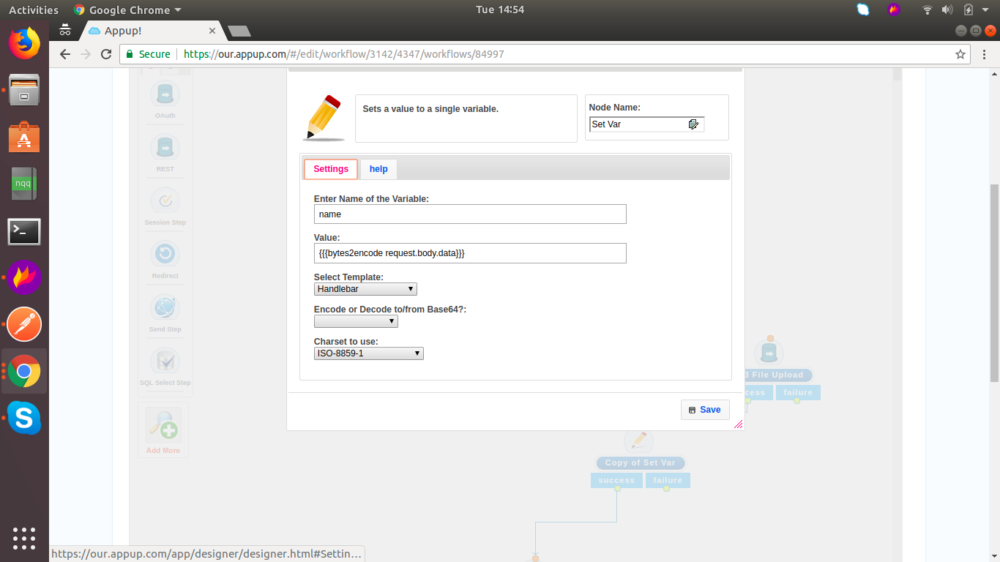 Activities
Google Chrome
Tue 14:54
Appup!
Secure
https://our.appup.com/#/edit/workflow/3142/4347/workflows/84997
nqq
OAuth
REST
Session Step
Redirect
Send Step
SQL Select Step
Add More
Sets a value to a single variable.
Node Name:
Set Var
Settings
help
Enter Name of the Variable:
name
Value:
{{{bytes2encode request.body.data}}}
Select Template:
Handlebar
Encode or Decode to/from Base64?:
Charset to use:
ISO-8859-1
Save
3 File Upload
cess
failure
Copy of Set Var
success
failure
https://our.appup.com/app/designer/designer.html#Settin…